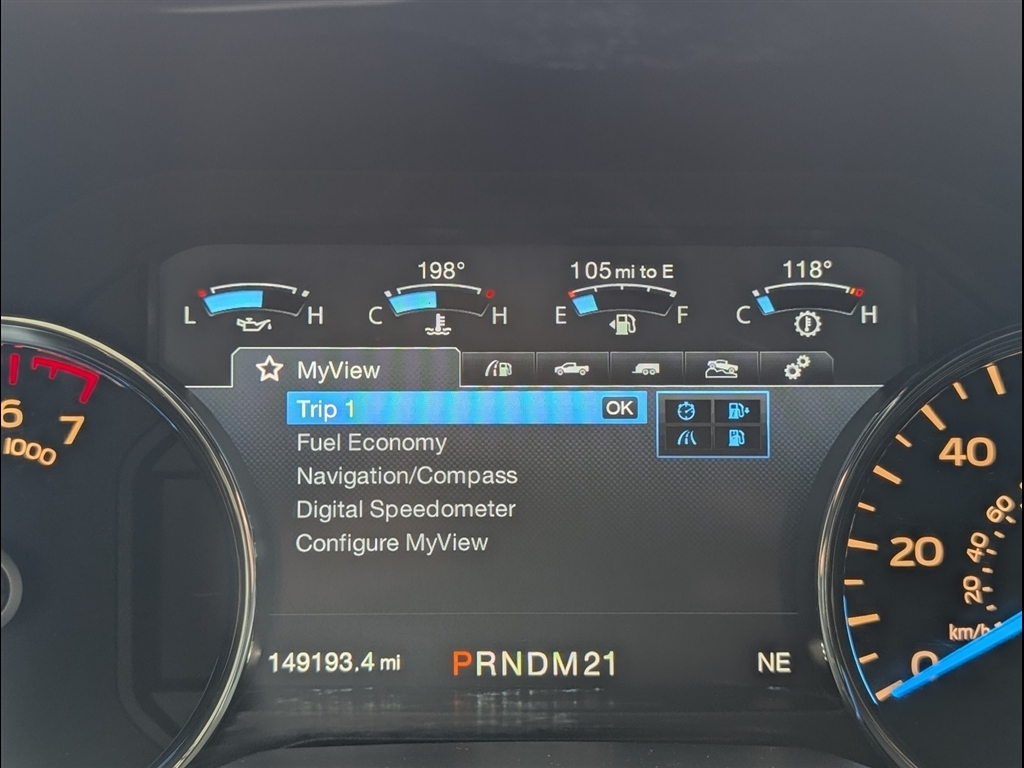 198°
105 mi to E
118°
L H
C H
E F
C H
MyView
Trip 1 OK
Fuel Economy
Navigation/Compass
Digital Speedometer
Configure MyView
149193.4 mi
PRNDM21
NE
6
7
1000
40
20
0
60
40
20
km/h